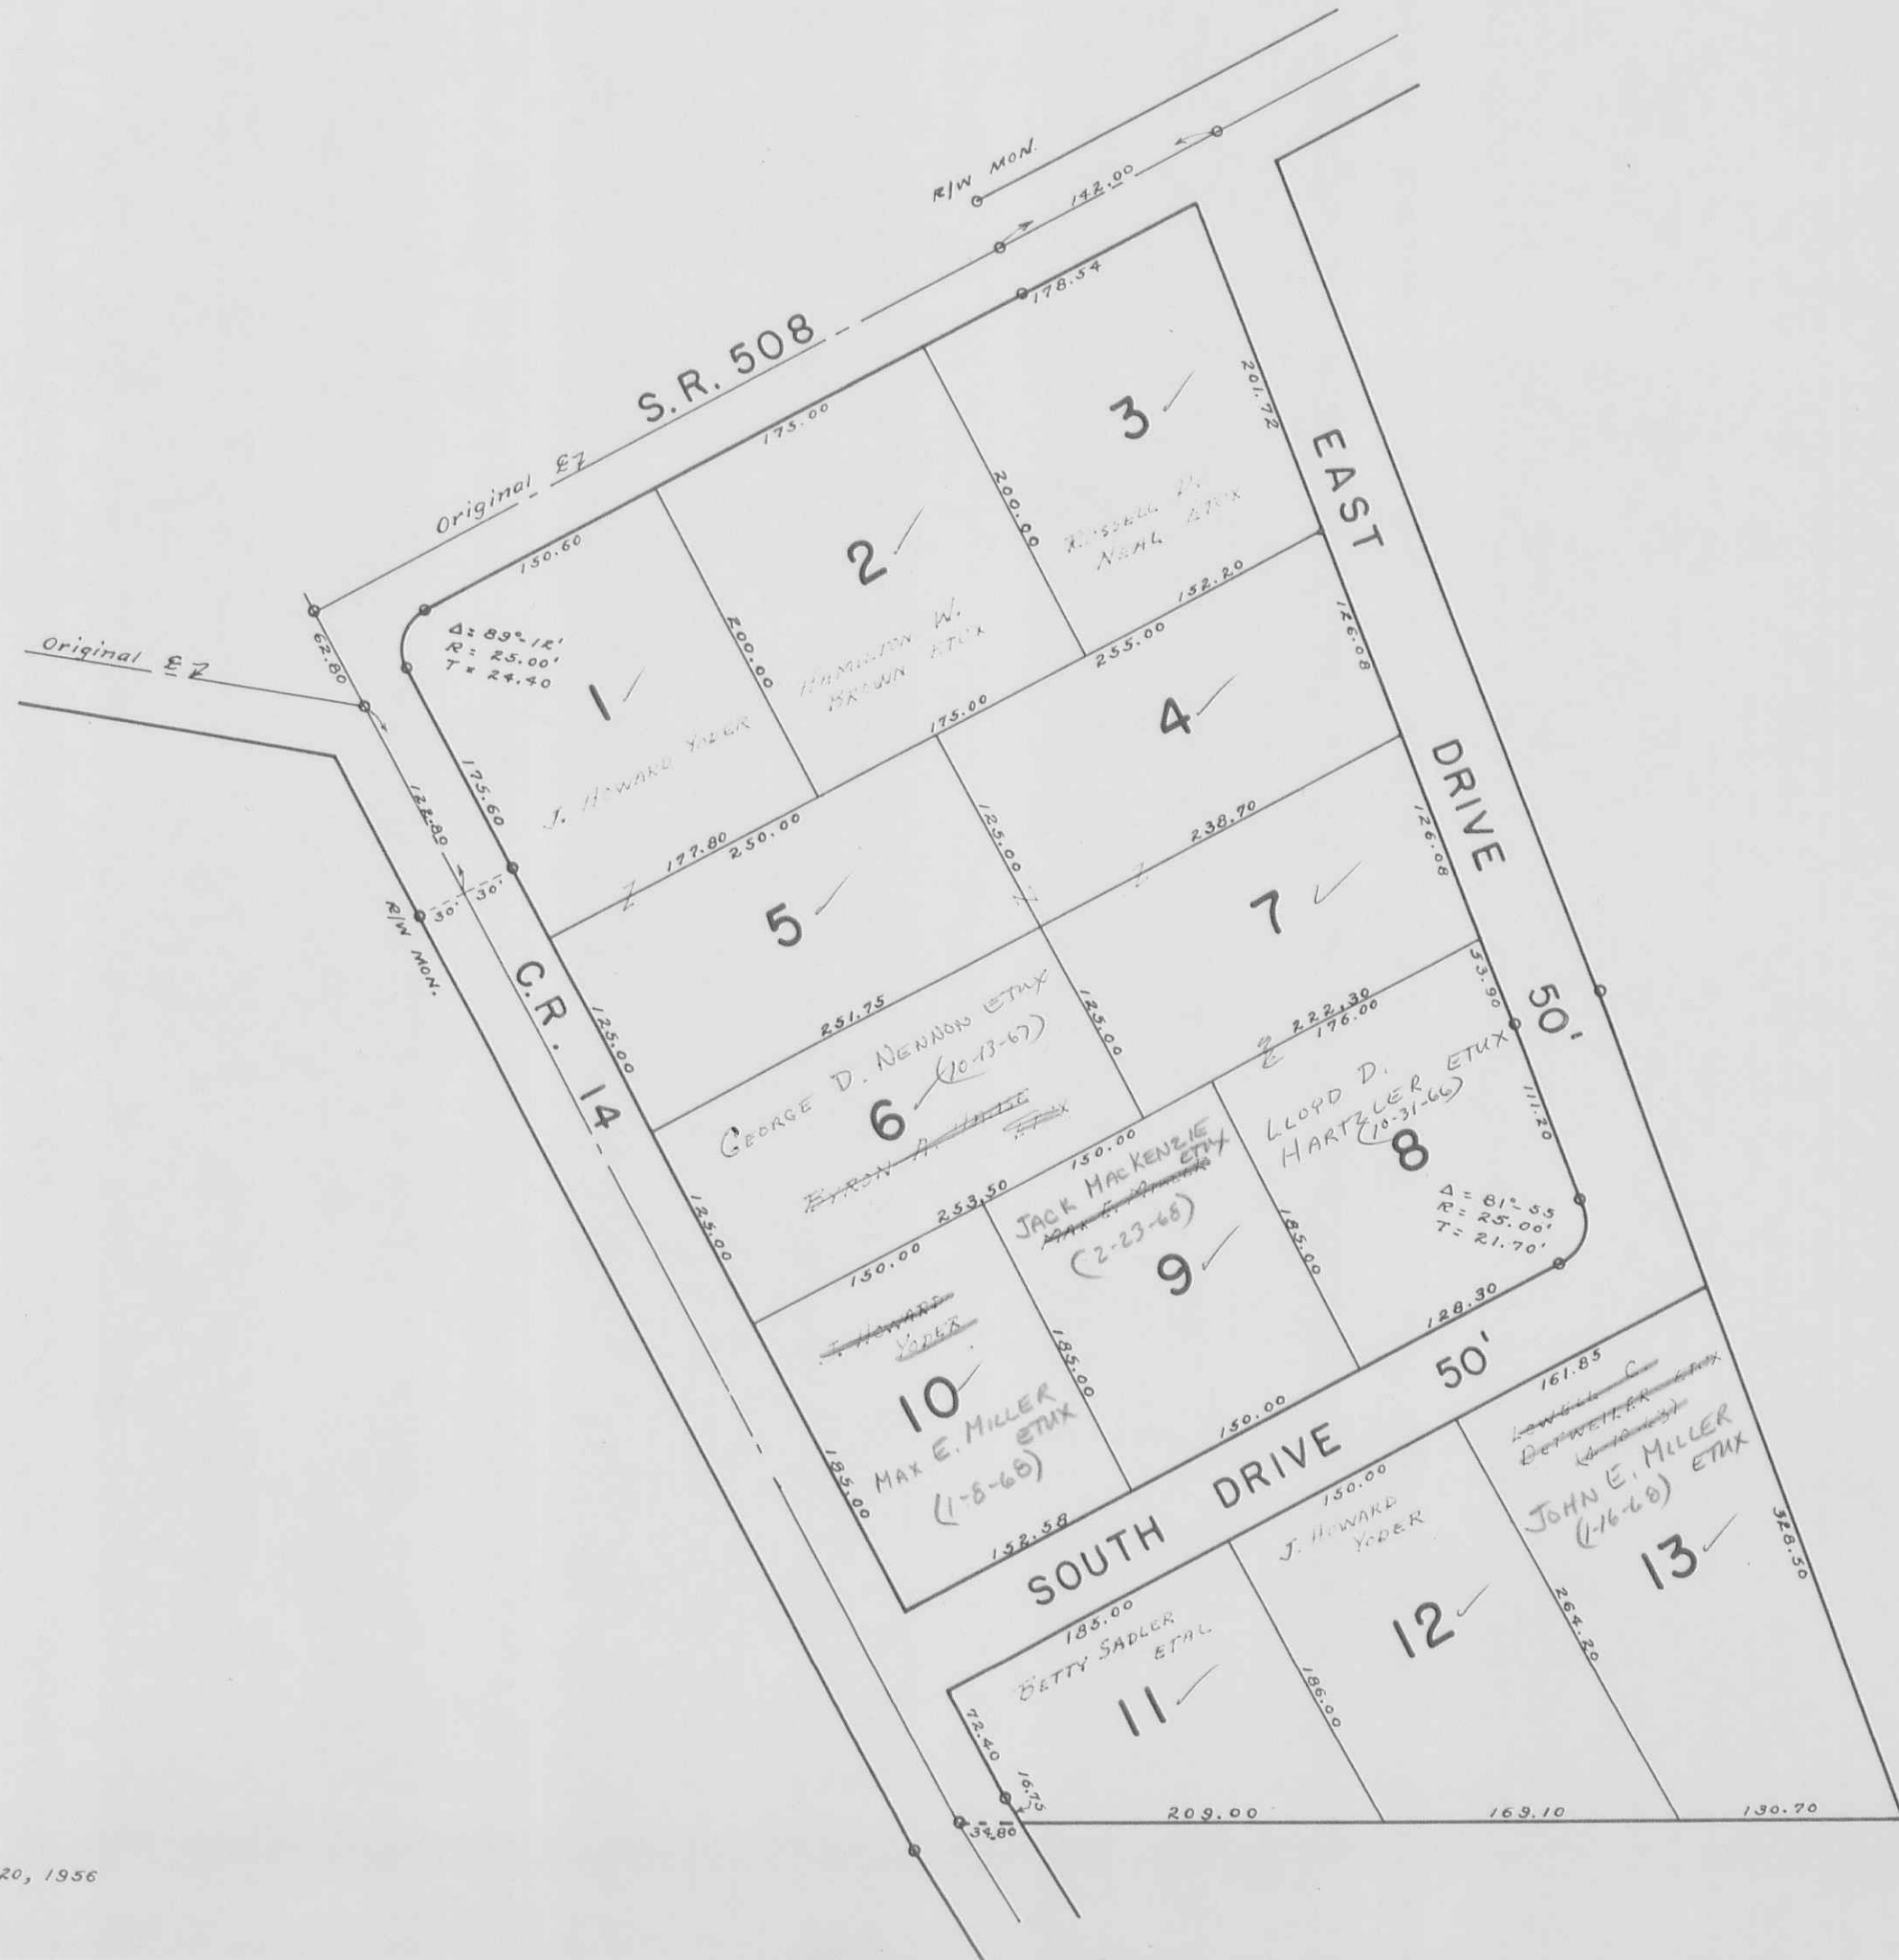 R/W MON.
142.00
178.54
S.R. 508
Original
175.00
150.60
3
201.72
RUSSELL D.
NEAL ETUX
200.00
2
HAMILTON W.
BROWN ETUX
200.00
Δ= 89°-12'
R= 25.00'
T= 24.40
1
J. HOWARD YODER
62.80
Original
175.60
122.80
30'
30'
R/W MON.
C.R. 14
EAST DRIVE 50'
152.20
255.00
175.00
177.80
250.00
126.08
4
125.00
238.70
126.08
5
7
251.75
125.00
125.00
222.30
176.00
53.90
GEORGE D. NENNON ETUX
(10-13-67)
6
BYRON A.
ETUX
125.00
253.50
150.00
150.00
LLOYD D.
HARTZLER ETUX
(10-31-66)
8
111.20
Δ= 81°-55
R= 25.00'
T= 21.70'
JACK MACKENZIE
ETUX
MAX E. MILLER
(2-23-68)
9
185.00
128.30
J. HOWARD
YODER
10
MAX E. MILLER
ETUX
(1-8-68)
185.00
185.00
152.58
150.00
SOUTH DRIVE 50'
161.85
150.00
185.00
LOWELL C
DETWEILER ETUX
JOHN E. MILLER
ETUX
(1-16-68)
13
328.50
J. HOWARD
YODER
12
264.20
BETTY SADLER
ETAL
11
186.00
72.40
16.75
34.80
209.00
169.10
130.70
20, 1956